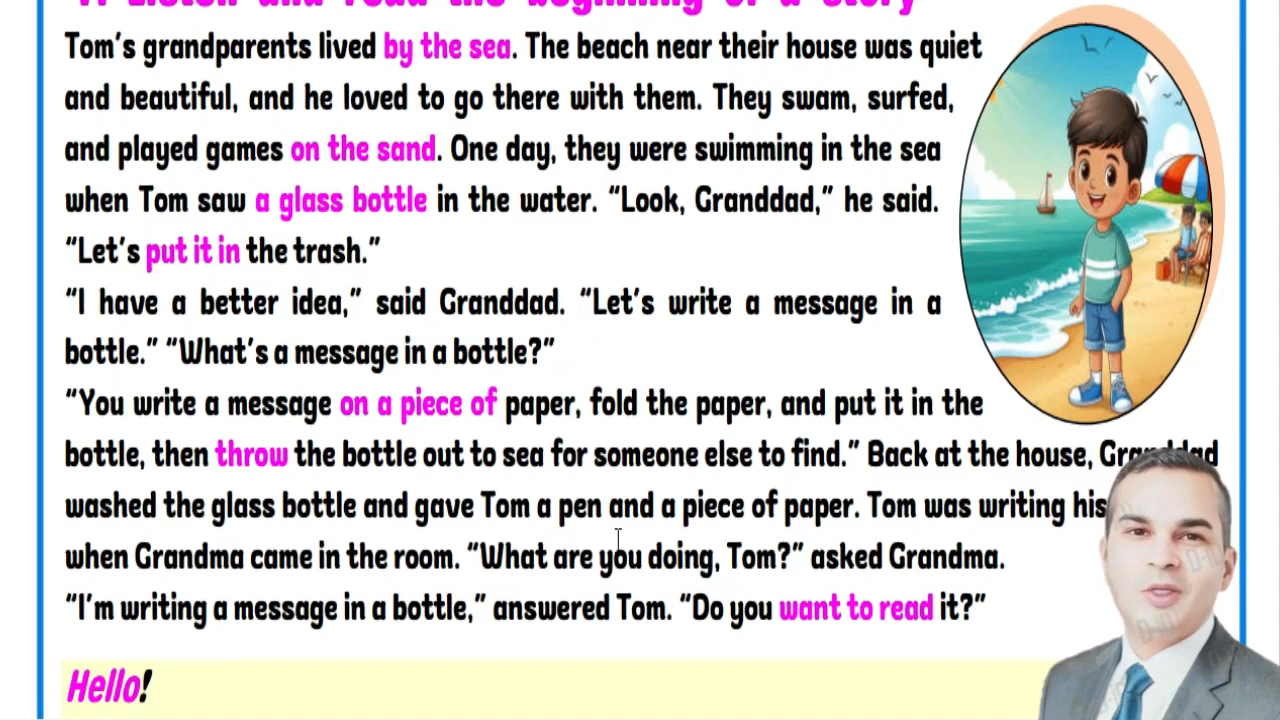 Tom's grandparents lived by the sea. The beach near their house was quiet
and beautiful, and he loved to go there with them. They swam, surfed,
and played games on the sand. One day, they were swimming in the sea
when Tom saw a glass bottle in the water. "Look, Granddad," he said.
"Let's put it in the trash."
"I have a better idea," said Granddad. "Let's write a message in a
bottle." "What's a message in a bottle?"
"You write a message on a piece of paper, fold the paper, and put it in the
bottle, then throw the bottle out to sea for someone else to find." Back at the house, Granddad
washed the glass bottle and gave Tom a pen and a piece of paper. Tom was writing his
when Grandma came in the room. "What are you doing, Tom?" asked Grandma.
"I'm writing a message in a bottle," answered Tom. "Do you want to read it?"
Hello!